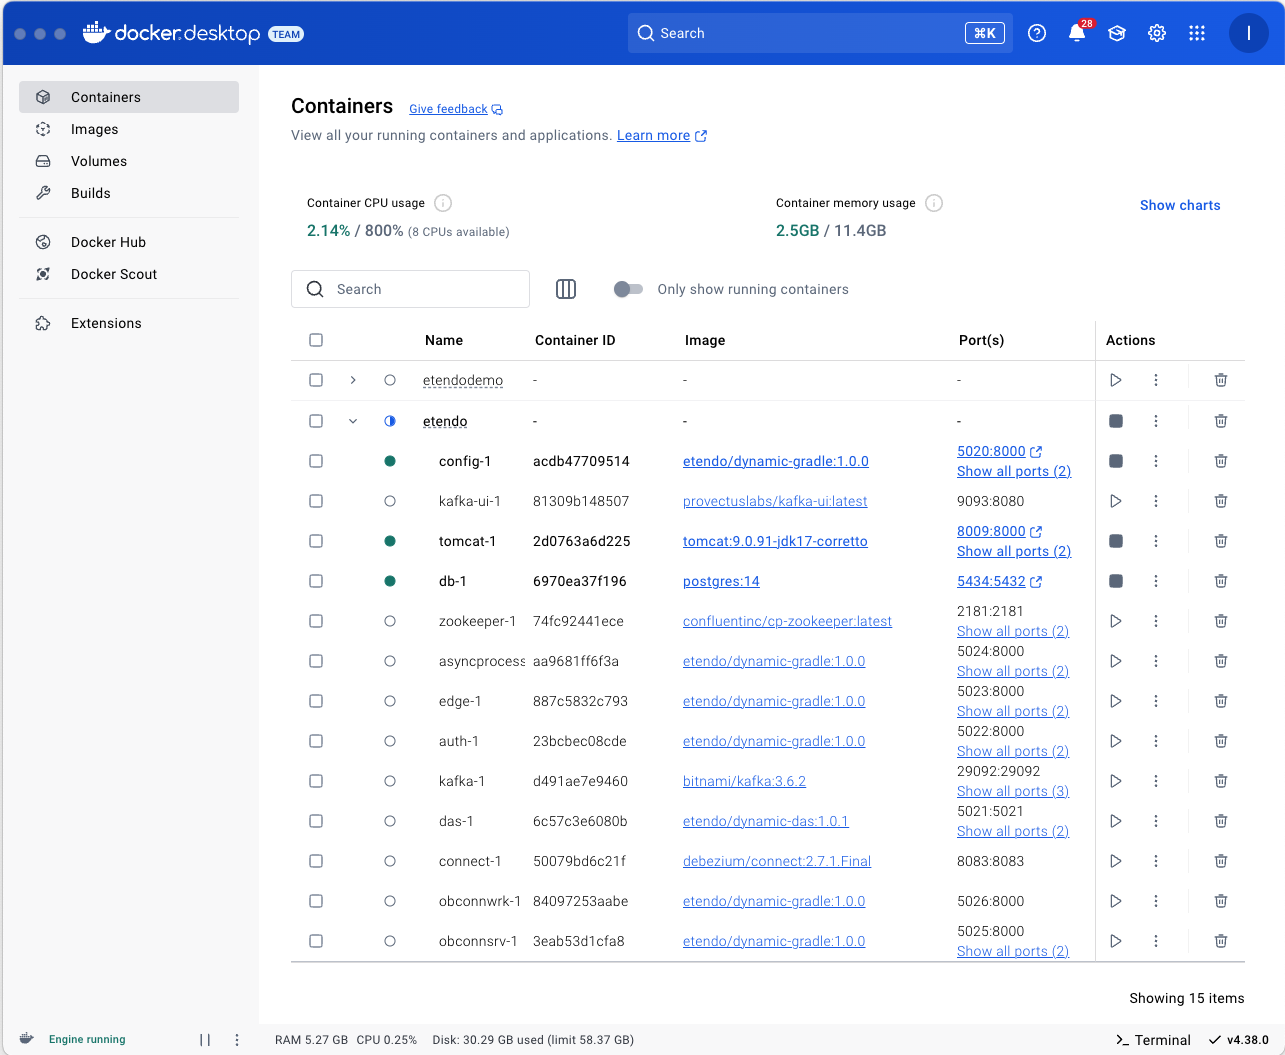 docker.desktop TEAM
Search ⌘K
28
I
Containers
Images
Volumes
Builds
Docker Hub
Docker Scout
Extensions
Containers Give feedback
View all your running containers and applications. Learn more
Container CPU usage
2.14% / 800% (8 CPUs available)
Container memory usage
2.5GB / 11.4GB
Show charts
Search
Only show running containers
Name Container ID Image Port(s) Actions
etendodemo - - -
etendo - - -
config-1 acdb47709514 etendo/dynamic-gradle:1.0.0 5020:8000
Show all ports (2)
kafka-ui-1 81309b148507 provectuslabs/kafka-ui:latest 9093:8080
tomcat-1 2d0763a6d225 tomcat:9.0.91-jdk17-corretto 8009:8000
Show all ports (2)
db-1 6970ea37f196 postgres:14 5434:5432
zookeeper-1 74fc92441ece confluentinc/cp-zookeeper:latest 2181:2181
Show all ports (2)
asyncprocess aa9681ff6f3a etendo/dynamic-gradle:1.0.0 5024:8000
Show all ports (2)
edge-1 887c5832c793 etendo/dynamic-gradle:1.0.0 5023:8000
Show all ports (2)
auth-1 23bcbec08cde etendo/dynamic-gradle:1.0.0 5022:8000
Show all ports (2)
kafka-1 d491ae7e9460 bitnami/kafka:3.6.2 29092:29092
Show all ports (3)
das-1 6c57c3e6080b etendo/dynamic-das:1.0.1 5021:5021
Show all ports (2)
connect-1 50079bd6c21f debezium/connect:2.7.1.Final 8083:8083
obconnwrk-1 84097253aabe etendo/dynamic-gradle:1.0.0 5026:8000
obconnsrv-1 3eab53d1cfa8 etendo/dynamic-gradle:1.0.0 5025:8000
Show all ports (2)
Showing 15 items
Engine running
RAM 5.27 GB CPU 0.25% Disk: 30.29 GB used (limit 58.37 GB)
Terminal
v4.38.0